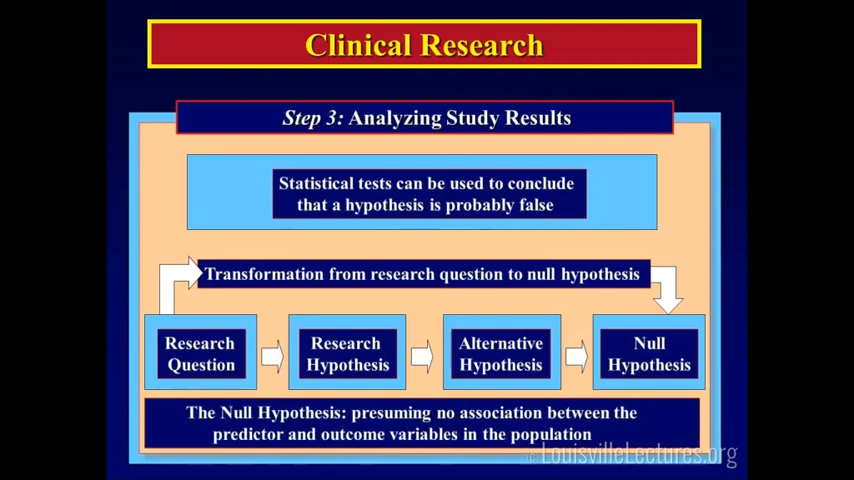 Clinical Research
Step 3: Analyzing Study Results
Statistical tests can be used to conclude
that a hypothesis is probably false
Transformation from research question to null hypothesis
Research
Question
Research
Hypothesis
Alternative
Hypothesis
Null
Hypothesis
The Null Hypothesis: presuming no association between the
predictor and outcome variables in the population
© LouisvilleLectures.org